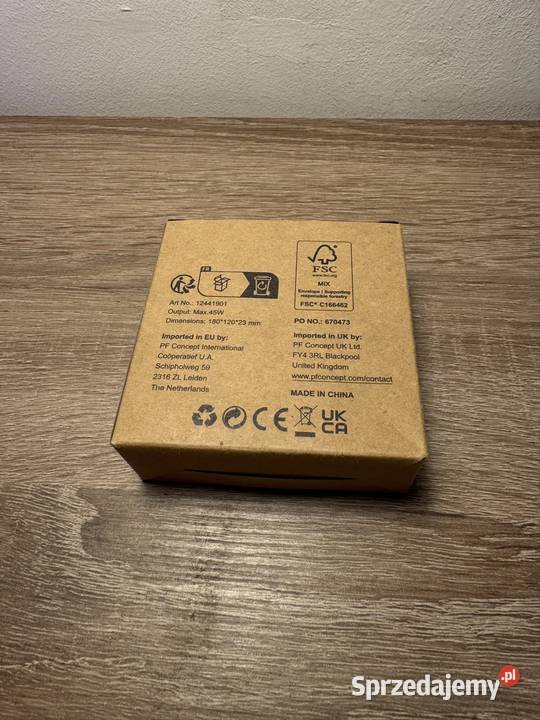 FR
FSC
www.fsc.org
MIX
Envelope | Supporting
responsible forestry
FSC® C166462
Art No.: 12441901
Output: Max.45W
Dimensions: 180*120*23 mm
PO NO.: 670473
Imported in EU by:
PF Concept International
Coöperatief U.A.
Schipholweg 59
2316 ZL Leiden
The Netherlands
Imported in UK by:
PF Concept UK Ltd.
FY4 3RL Blackpool
United Kingdom
www.pfconcept.com/contact
MADE IN CHINA
CE
UK
CA
Sprzedajemy.pl